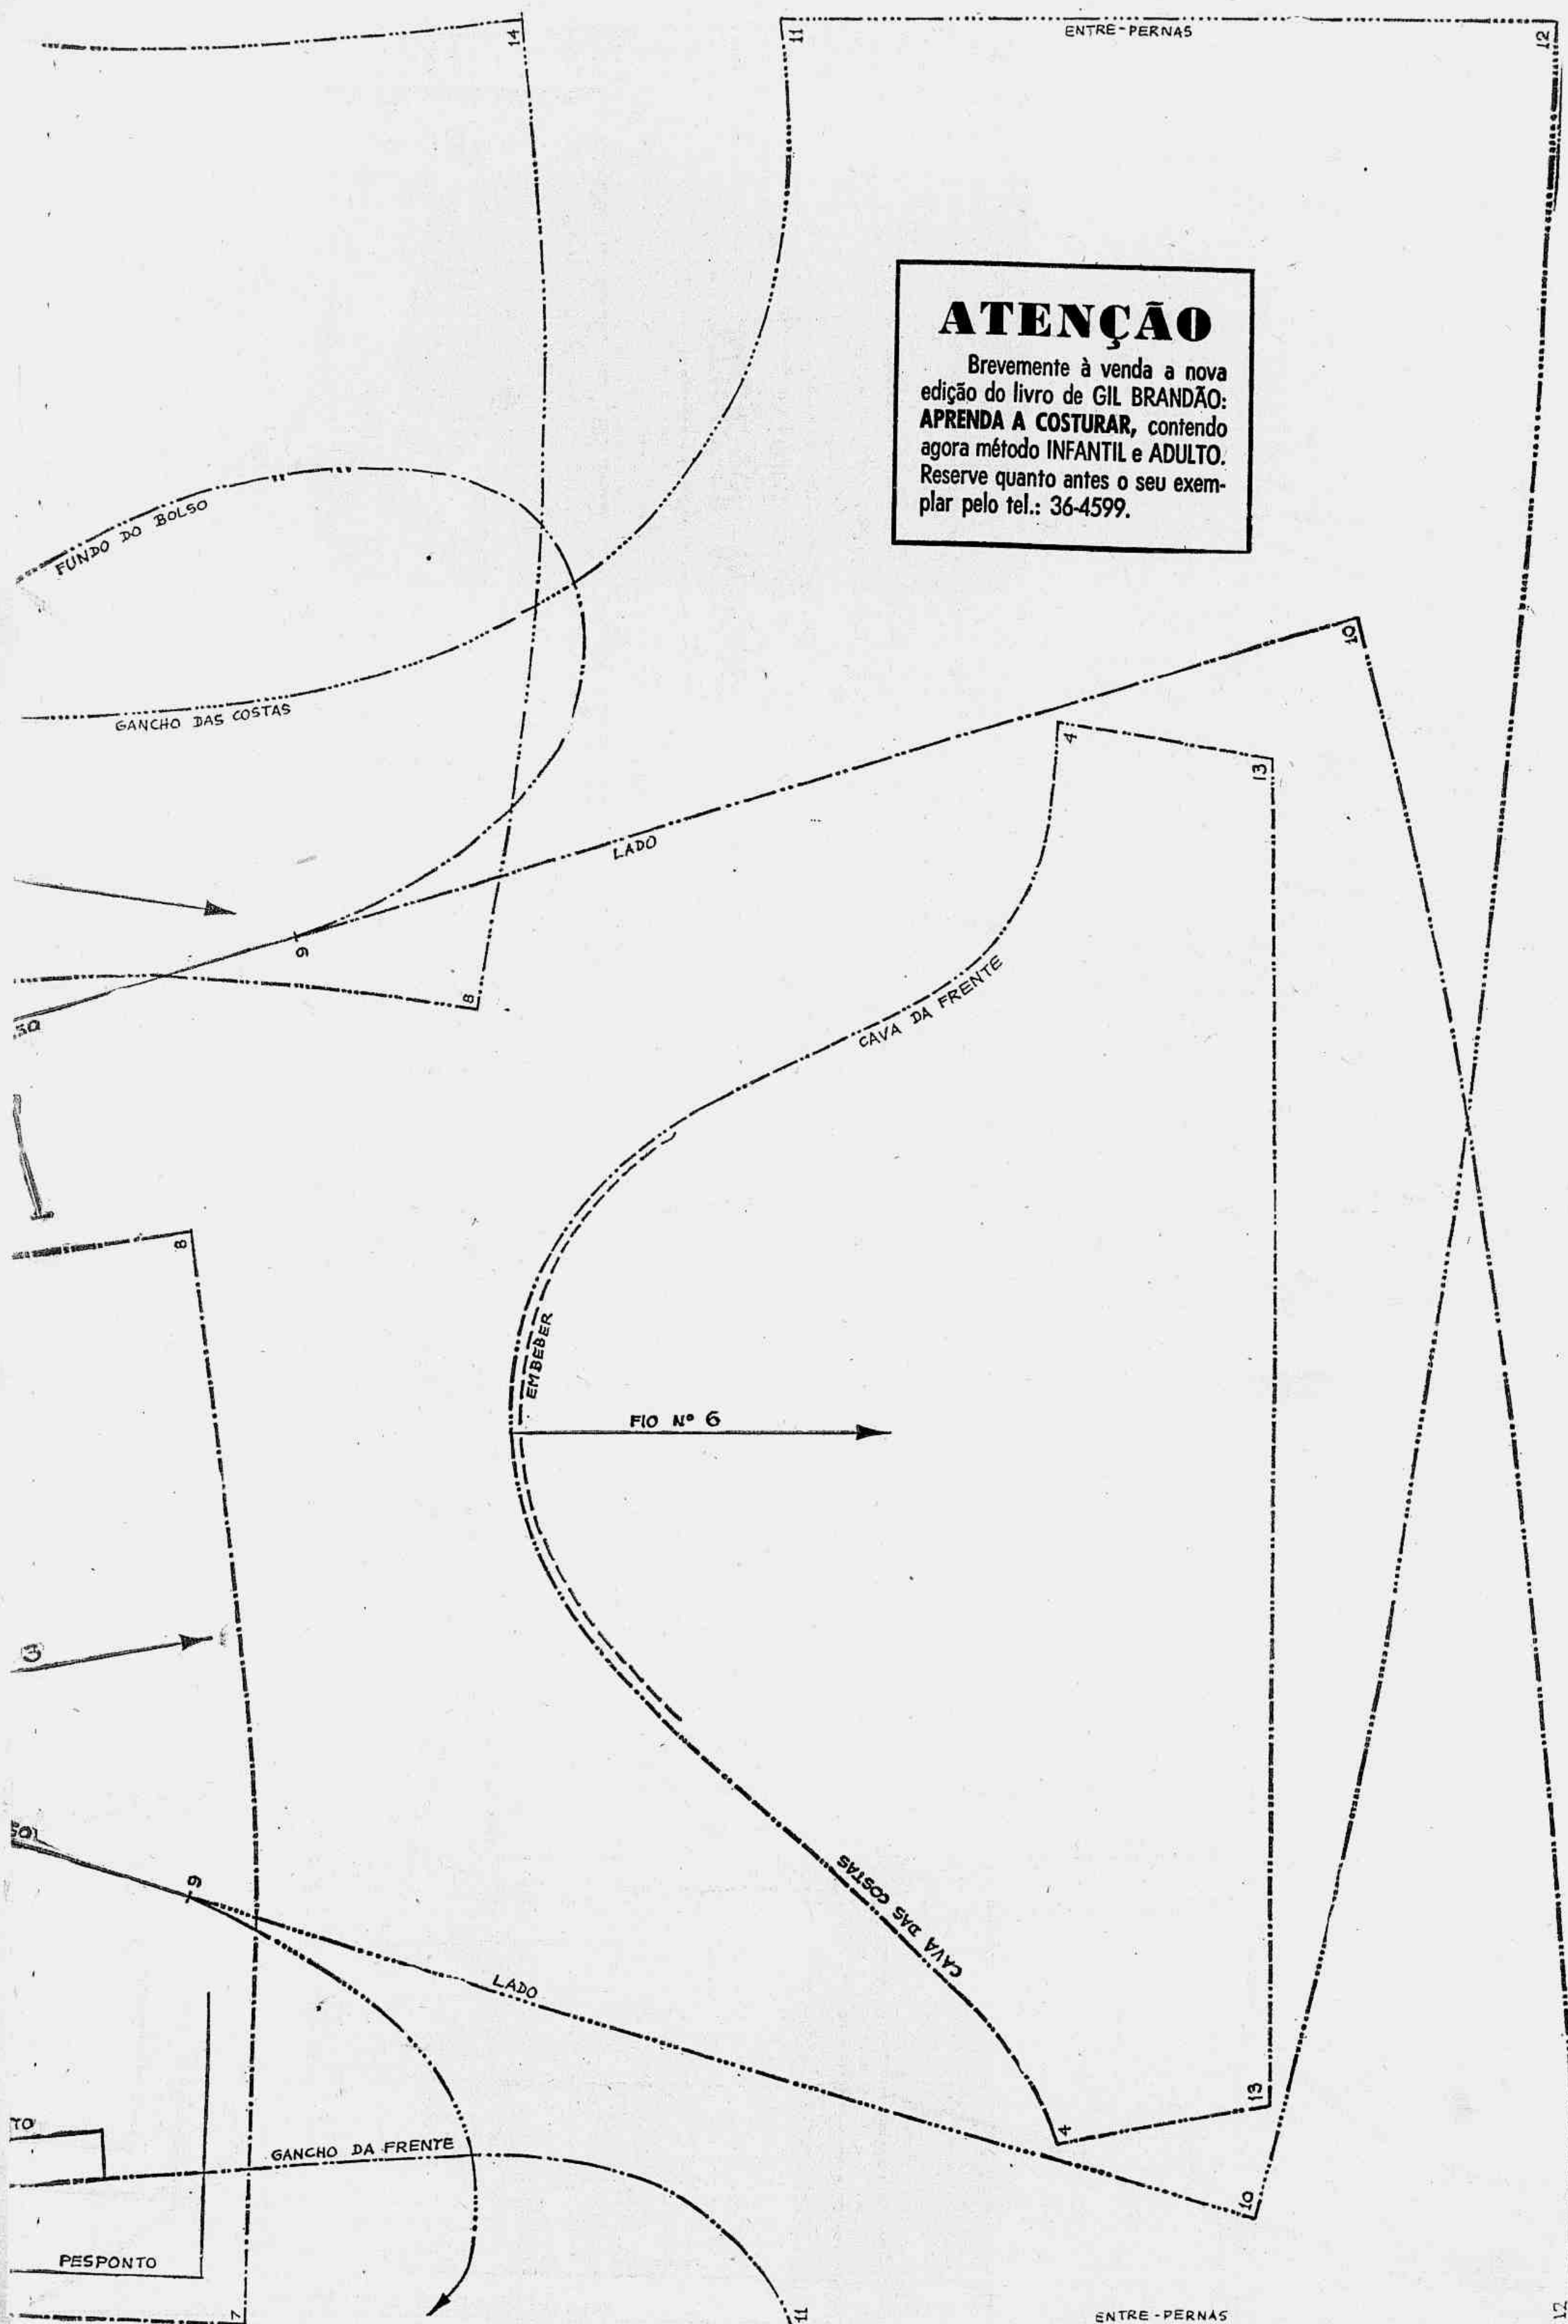 14
11
ENTRE-PERNAS
12
ATENÇÃO
Brevemente à venda a nova
edição do livro de GIL BRANDÃO:
APRENDA A COSTURAR, contendo
agora método INFANTIL e ADULTO.
Reserve quanto antes o seu exem-
plar pelo tel.: 36-4599.
FUNDO DO BOLSO
10
GANCHO DAS COSTAS
4
13
LADO
9
8
CAVA DA FRENTE
8
EMBEBER
FIO Nº 6
3
CAVA DAS COSTAS
9
LADO
13
4
TO
GANCHO DA FRENTE
10
PESPONTO
7
11
ENTRE-PERNAS
12